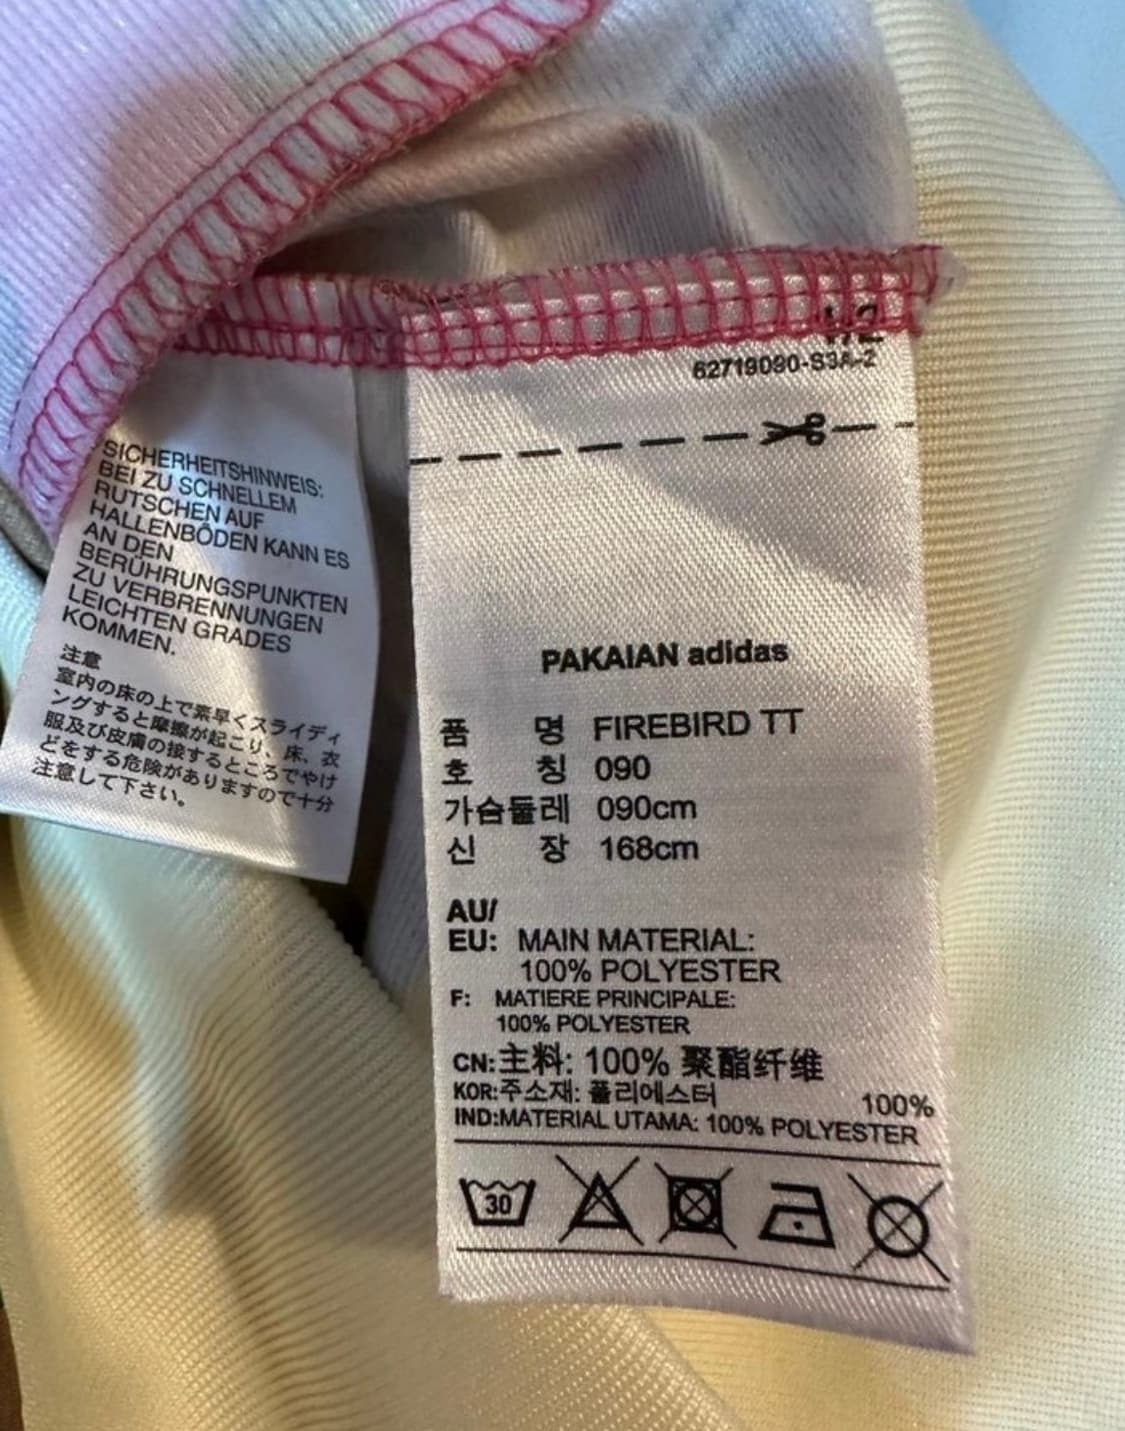 SICHERHEITSHINWEIS:
BEI ZU SCHNELLEM
RUTSCHEN AUF
HALLENBÖDEN KANN ES
AN DEN
BERÜHRUNGSPUNKTEN
ZU VERBRENNUNGEN
LEICHTEN GRADES
KOMMEN.
注意
室内の床の上で素早くスライディ
ングすると摩擦が起こり、床、衣
服及び皮膚の接するところでやけ
どをする危険がありますので十分
注意して下さい。
62719090-S3A-2
PAKAIAN adidas
품 명 FIREBIRD TT
호 칭 090
가슴둘레 090cm
신 장 168cm
AU/
EU: MAIN MATERIAL:
100% POLYESTER
F: MATIERE PRINCIPALE:
100% POLYESTER
CN:主料: 100% 聚酯纤维
KOR:주소재: 폴리에스터 100%
IND:MATERIAL UTAMA: 100% POLYESTER
30